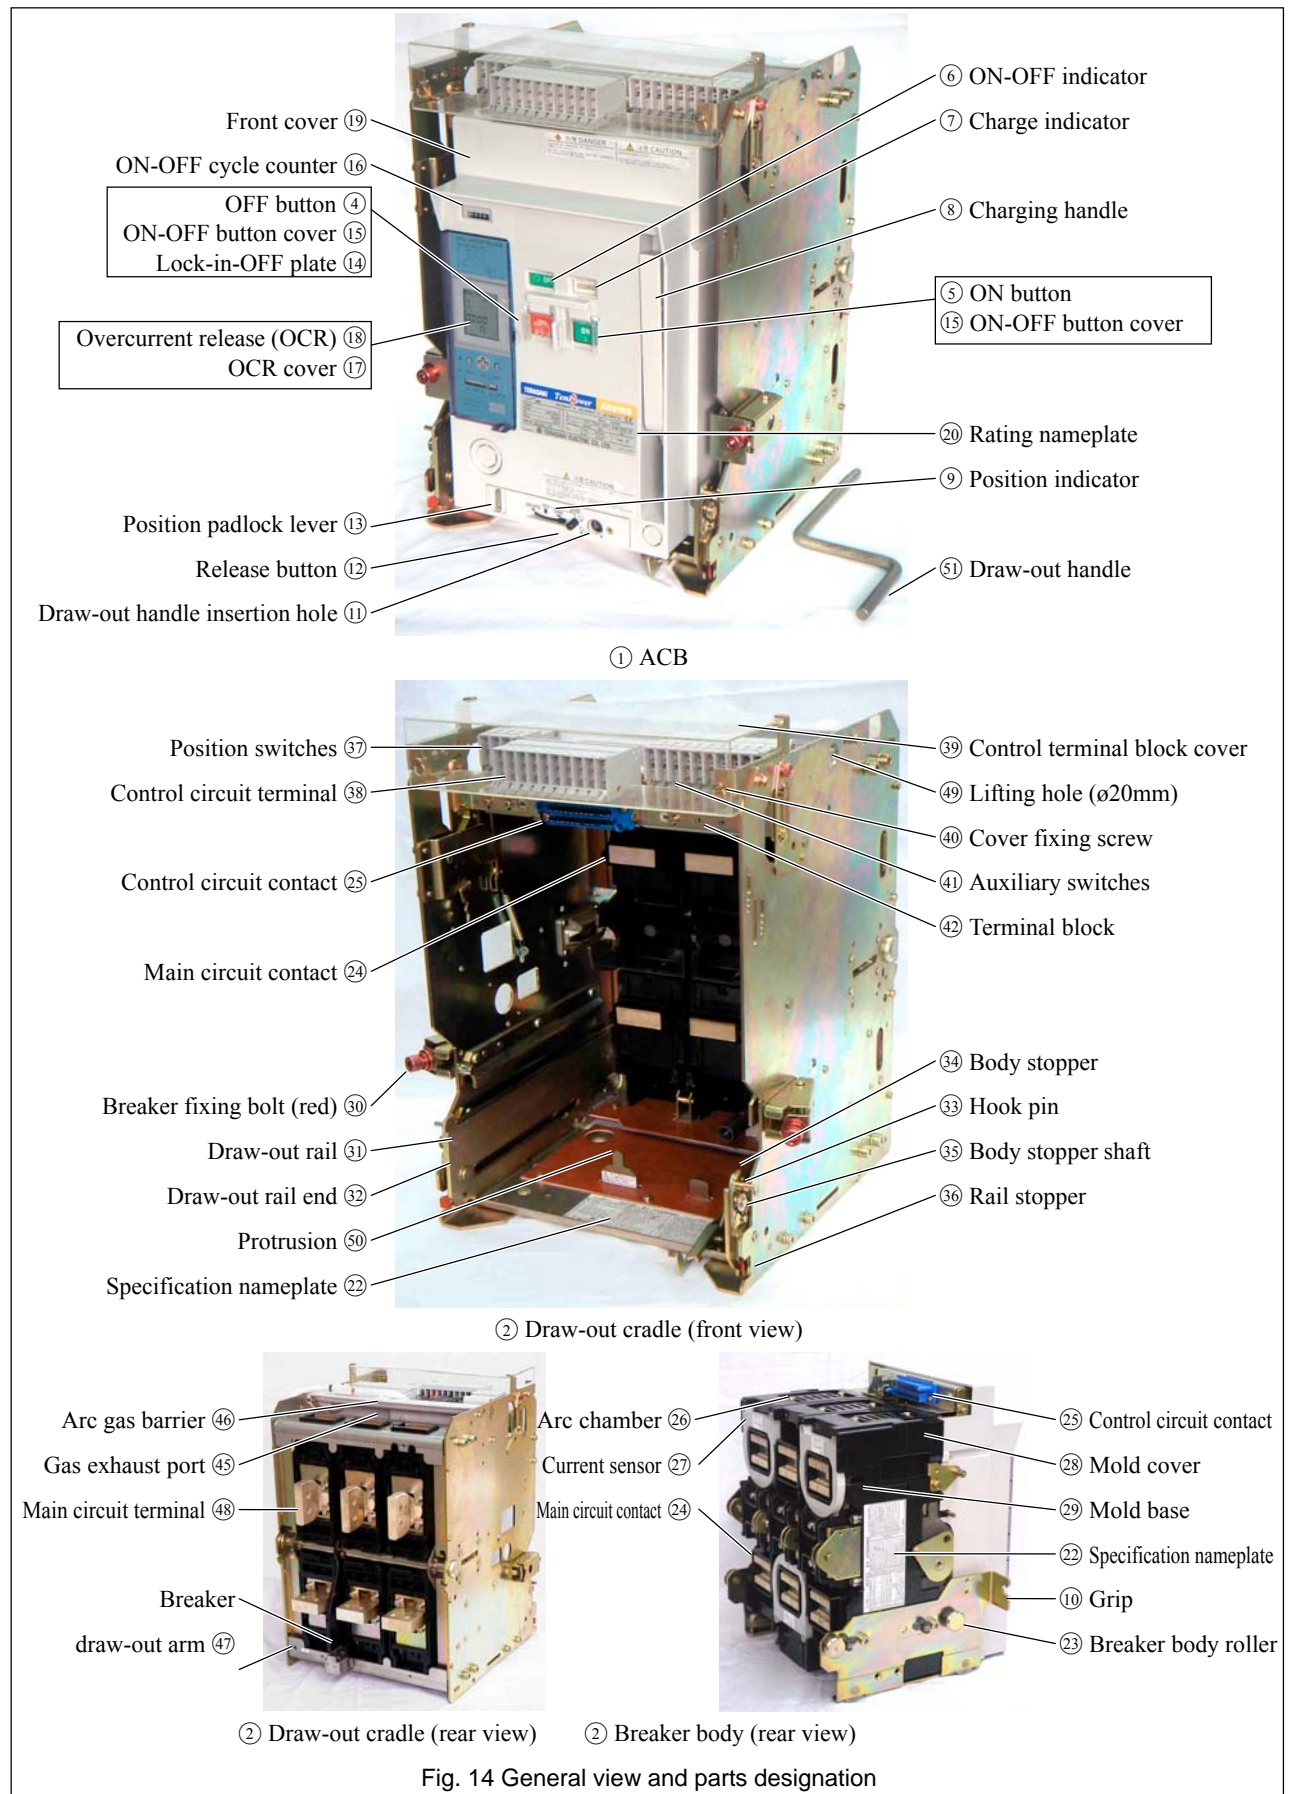 Front cover ⑲
ON-OFF cycle counter ⑯
OFF button ④
ON-OFF button cover ⑮
Lock-in-OFF plate ⑭
Overcurrent release (OCR) ⑱
OCR cover ⑰
Position padlock lever ⑬
Release button ⑫
Draw-out handle insertion hole ⑪
⑥ ON-OFF indicator
⑦ Charge indicator
⑧ Charging handle
⑤ ON button
⑮ ON-OFF button cover
⑳ Rating nameplate
⑨ Position indicator
51 Draw-out handle
DANGER
CAUTION
TERASAKI TemPower
CAUTION
① ACB
Position switches ㊲
Control circuit terminal ㊳
Control circuit contact ㉕
Main circuit contact ㉔
Breaker fixing bolt (red) ㉚
Draw-out rail ㉛
Draw-out rail end ㉜
Protrusion ㊿
Specification nameplate ㉒
㊴ Control terminal block cover
㊾ Lifting hole (ø20mm)
㊵ Cover fixing screw
㊶ Auxiliary switches
㊷ Terminal block
㉞ Body stopper
㉝ Hook pin
㉟ Body stopper shaft
㊱ Rail stopper
② Draw-out cradle (front view)
Arc gas barrier ㊻
Gas exhaust port ㊺
Main circuit terminal ㊽
Breaker
draw-out arm ㊼
Arc chamber ㉖
Current sensor ㉗
Main circuit contact ㉔
㉕ Control circuit contact
㉘ Mold cover
㉙ Mold base
㉒ Specification nameplate
⑩ Grip
㉓ Breaker body roller
② Draw-out cradle (rear view)
② Breaker body (rear view)
Fig. 14 General view and parts designation